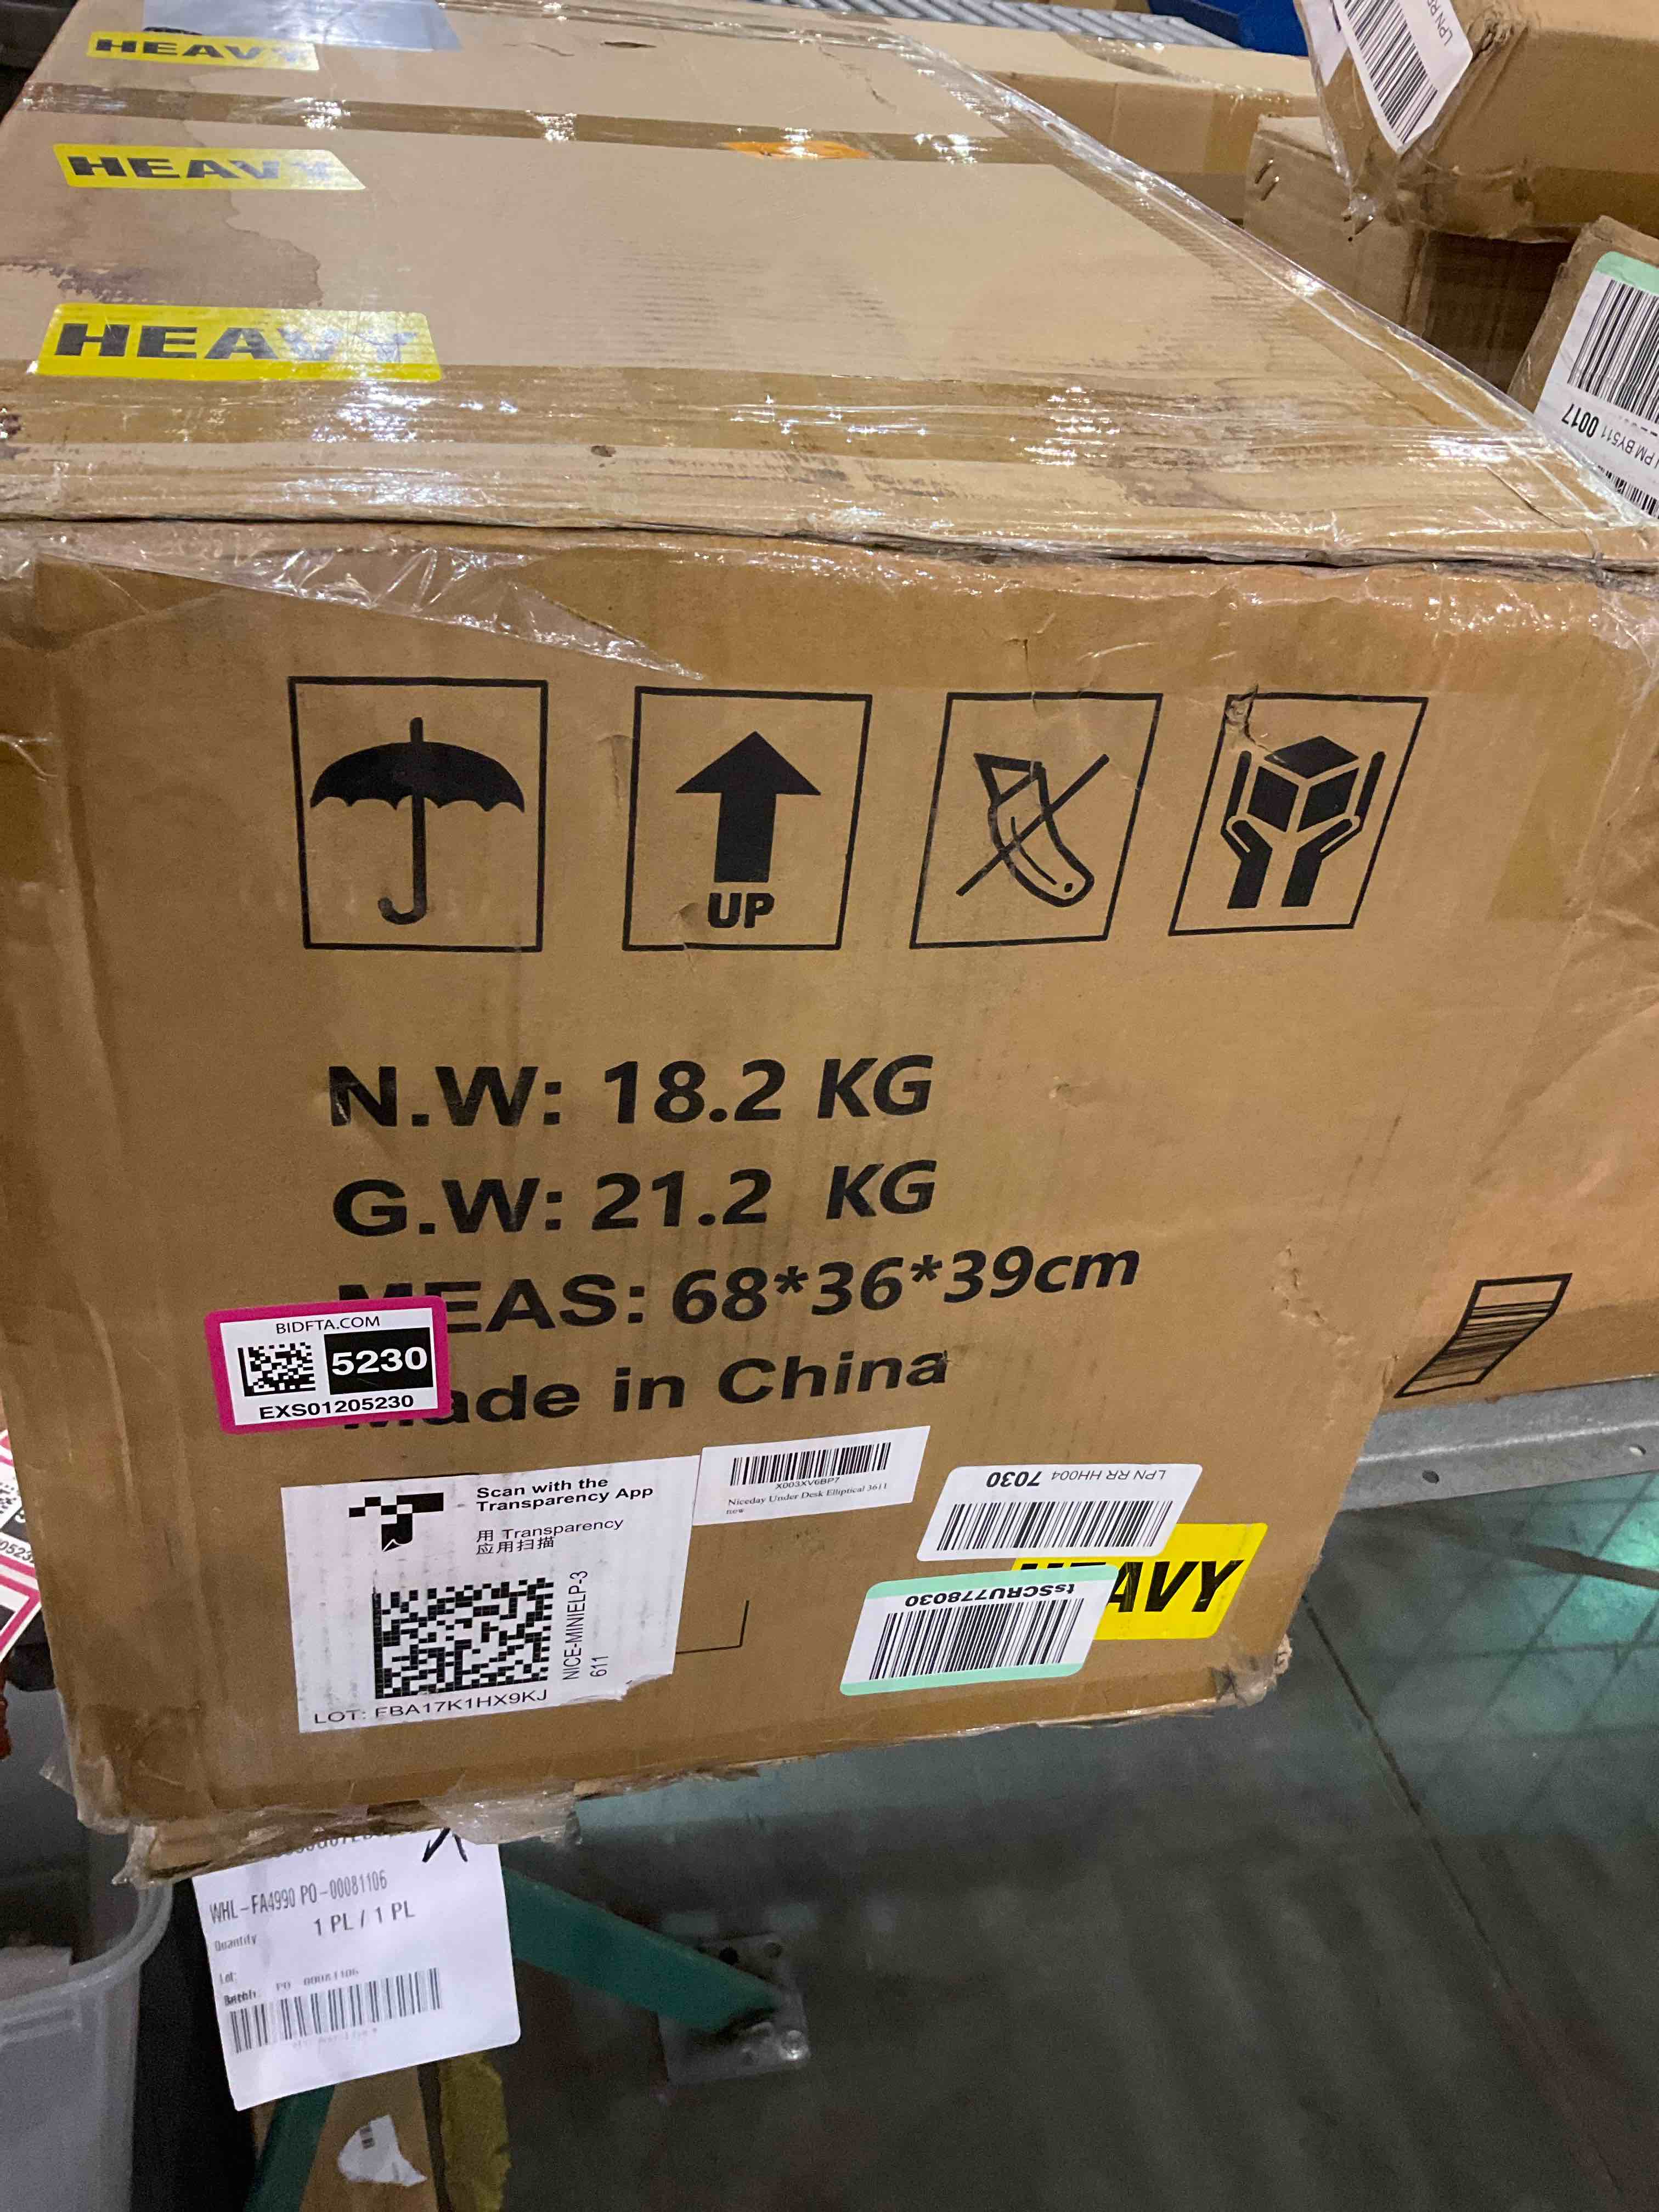 HEAVY
HEAVY
HEAVY
LPN RR
PM BY511 0017
UP
N.W: 18.2 KG
G.W: 21.2 KG
MEAS: 68*36*39cm
Made in China
BIDFTA.COM
5230
EXS01205230
Scan with the
Transparency App
用 Transparency
应用扫描
NICE-MINIELP-3
611
LOT: FBA17K1HX9KJ
X003XV6BP7
Niceday Under Desk Elliptical 3611
new
LPN RR HH004 7030
HEAVY
tsSCRU778030
WHL-FA4990 PO-00081106
1 PL / 1 PL
Quantity
Lot:
Batch: PO-00081106